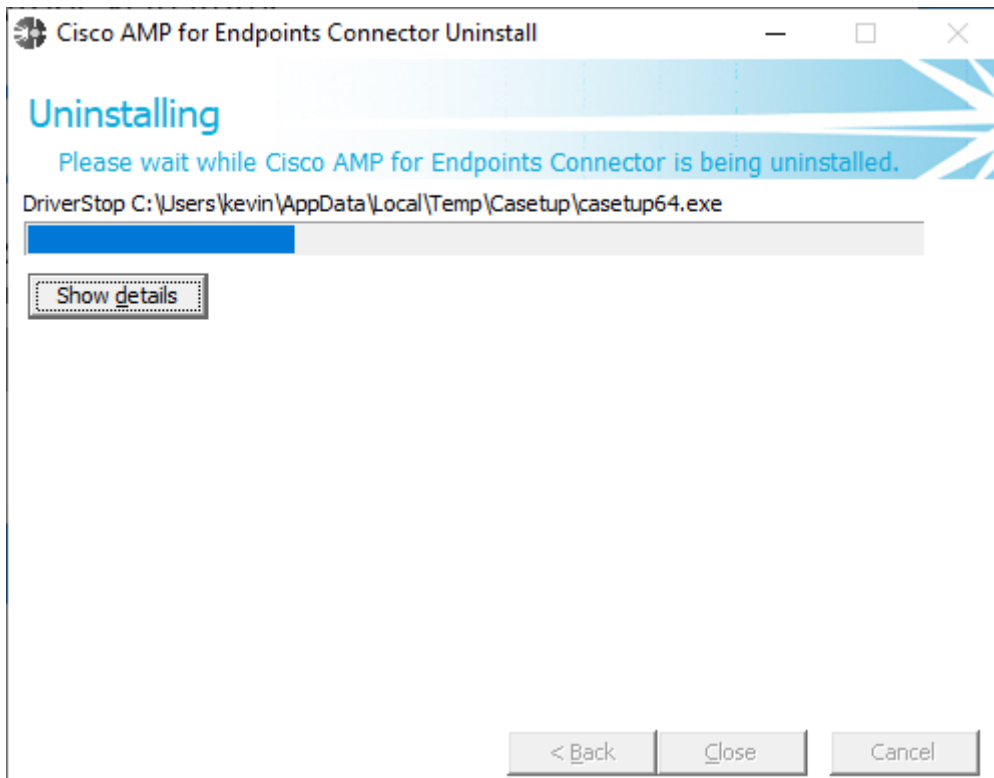 Cisco AMP for Endpoints Connector Uninstall
Uninstalling
Please wait while Cisco AMP for Endpoints Connector is being uninstalled.
DriverStop C:\Users\kevin\AppData\Local\Temp\Casetup\casetup64.exe
Show details
< Back Close Cancel